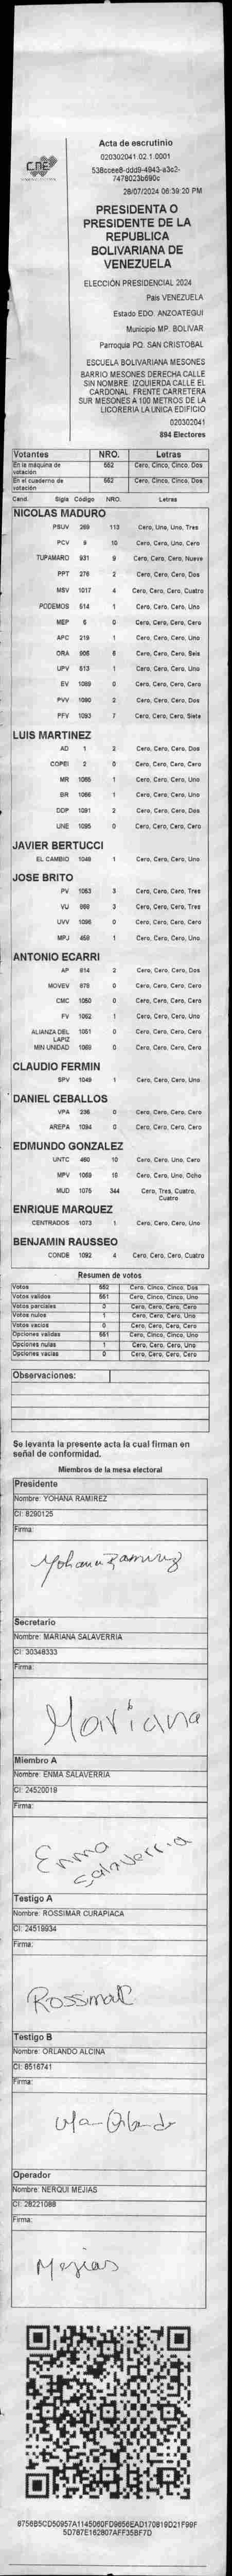 CNE
Acta de escrutinio
020302041.02.1.0001
28/07/2024 06:39:20 PM
PRESIDENTA O
PRESIDENTE DE LA
REPUBLICA
BOLIVARIANA DE
VENEZUELA
ELECCIÓN PRESIDENCIAL 2024
País VENEZUELA
Estado EDO. ANZOATEGUI
Municipio MP. BOLIVAR
Parroquia PQ. SAN CRISTOBAL
ESCUELA BOLIVARIANA MESONES
BARRIO MESONES DERECHA CALLE
SIN NOMBRE. IZQUIERDA CALLE EL
CARDONAL. FRENTE CARRETERA
SUR MESONES A 100 METROS DE LA
LICORERIA LA UNICA EDIFICIO
020302041
894 Electores
Votantes NRO. Letras
En la máquina de votación 552 Cero, Cinco, Cinco, Dos
En el cuaderno de votación 552 Cero, Cinco, Cinco, Dos
Cand. Sigla Código NRO. Letras
NICOLAS MADURO
PSUV 269 113 Cero, Uno, Uno, Tres
PCV 9 10 Cero, Cero, Uno, Cero
TUPAMARO 931 9 Cero, Cero, Cero, Nueve
PPT 276 2 Cero, Cero, Cero, Dos
MSV 1017 4 Cero, Cero, Cero, Cuatro
PODEMOS 514 1 Cero, Cero, Cero, Uno
MEP 6 0 Cero, Cero, Cero, Cero
APC 219 1 Cero, Cero, Cero, Uno
ORA 906 6 Cero, Cero, Cero, Seis
UPV 613 1 Cero, Cero, Cero, Uno
EV 1089 0 Cero, Cero, Cero, Cero
PVV 1090 2 Cero, Cero, Cero, Dos
PFV 1093 7 Cero, Cero, Cero, Siete
LUIS MARTINEZ
AD 1 2 Cero, Cero, Cero, Dos
COPEI 2 0 Cero, Cero, Cero, Cero
MR 1065 1 Cero, Cero, Cero, Uno
BR 1066 1 Cero, Cero, Cero, Uno
DDP 1091 2 Cero, Cero, Cero, Dos
UNE 1095 0 Cero, Cero, Cero, Cero
JAVIER BERTUCCI
EL CAMBIO 1048 1 Cero, Cero, Cero, Uno
JOSE BRITO
PV 1063 3 Cero, Cero, Cero, Tres
VU 3 Cero, Cero, Cero, Tres
UVV 1096 0 Cero, Cero, Cero, Cero
MPJ 459 1 Cero, Cero, Cero, Uno
ANTONIO ECARRI
AP 914 2 Cero, Cero, Cero, Dos
MOVEV 978 0 Cero, Cero, Cero, Cero
CMC 1050 0 Cero, Cero, Cero, Cero
FV 1062 1 Cero, Cero, Cero, Uno
ALIANZA DEL LAPIZ 1051 0 Cero, Cero, Cero, Cero
MIN UNIDAD 1069 0 Cero, Cero, Cero, Cero
CLAUDIO FERMIN
SPV 1049 1 Cero, Cero, Cero, Uno
DANIEL CEBALLOS
VPA 236 0 Cero, Cero, Cero, Cero
AREPA 1094 0 Cero, Cero, Cero, Cero
EDMUNDO GONZALEZ
UNTC 460 10 Cero, Cero, Uno, Cero
MPV 1059 18 Cero, Cero, Uno, Ocho
MUD 1075 344 Cero, Tres, Cuatro, Cuatro
ENRIQUE MARQUEZ
CENTRADOS 1073 1 Cero, Cero, Cero, Uno
BENJAMIN RAUSSEO
CONDE 1092 4 Cero, Cero, Cero, Cuatro
Resumen de votos
Votos 552 Cero, Cinco, Cinco, Dos
Votos validos 551 Cero, Cinco, Cinco, Uno
Votos parciales 0 Cero, Cero, Cero, Cero
Votos nulos 1 Cero, Cero, Cero, Uno
Votos vacios 0 Cero, Cero, Cero, Cero
Opciones validas 551 Cero, Cinco, Cinco, Uno
Opciones nulas 1 Cero, Cero, Cero, Uno
Opciones vacias 0 Cero, Cero, Cero, Cero
Observaciones:
Se levanta la presente acta la cual firman en
señal de conformidad.
Miembros de la mesa electoral
Presidente
Nombre: YOHANA RAMIREZ
CI: 8290125
Firma:
Yohana Ramirez
Secretario
Nombre: MARIANA SALAVERRIA
CI: 30348333
Firma:
Mariana
Miembro A
Nombre: ENMA SALAVERRIA
CI: 24520019
Firma:
Enma
Salaverria
Testigo A
Nombre: ROSSIMAR CURAPIACA
CI: 24519934
Firma:
Rossimar
Testigo B
Nombre: ORLANDO ALCINA
CI: 8516741
Firma:
Orlando
Operador
Nombre: NERQUI MEJIAS
CI: 28221088
Firma:
Mejias